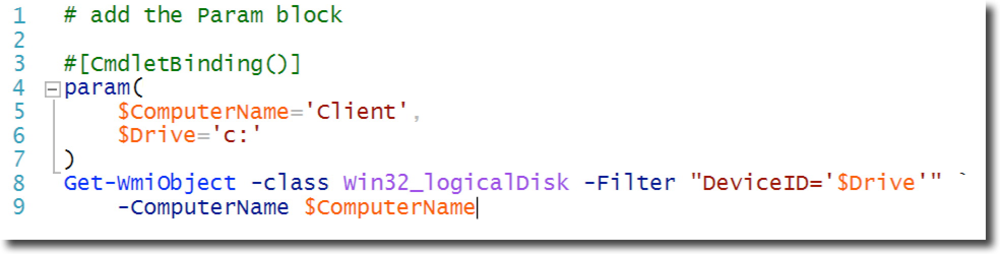 1 # add the Param block
2
3 #[CmdletBinding()]
4 param(
5 $ComputerName='Client',
6 $Drive='c:'
7 )
8 Get-WmiObject -class Win32_logicalDisk -Filter "DeviceID='$Drive'" `
9 -ComputerName $ComputerName